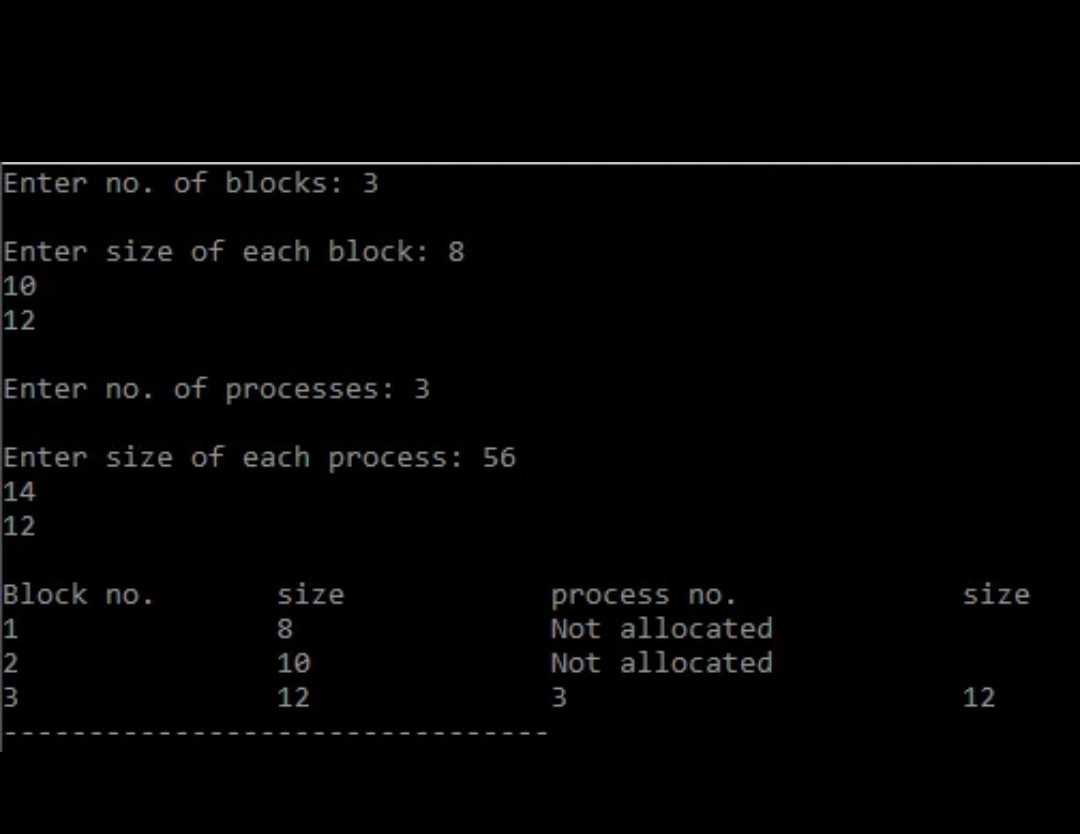 Enter no. of blocks: 3
Enter size of each block: 8
10
12
Enter no. of processes: 3
Enter size of each process: 56
14
12
Block no. size process no. size
1 8 Not allocated
2 10 Not allocated
3 12 3 12
--------------------------------